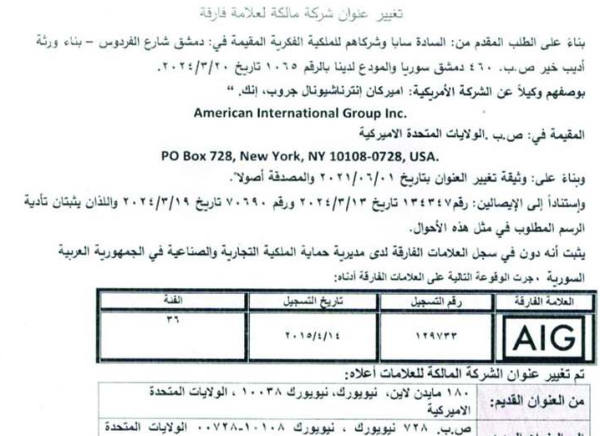 تغيير عنوان شركة مالكة لعلامة فارقة
بناءً على الطلب المقدم من: السادة سابا وشركاهم للملكية الفكرية المقيمة في: دمشق شارع الفردوس – بناء ورثة
أديب خير ص.ب. ٤٦٠ دمشق سوريا والمودع لدينا بالرقم ١٠٦٥ تاريخ ٢٠٢٤/٣/٢٠.
بوصفهم وكيلاً عن الشركة الأمريكية: اميركان إنترناشيونال جروب، إنك. "
American International Group Inc.
المقيمة في: ص.ب .الولايات المتحدة الاميركية
PO Box 728, New York, NY 10108-0728, USA.
وبناءً على: وثيقة تغيير العنوان بتاريخ ٢٠٢١/٠٦/٠١ والمصدقة أصولاً.
وإستناداً إلى الإيصالين: رقم١٣٤٣٤٧ تاريخ ٢٠٢٤/٣/١٣ ورقم ٧٠٦٩٠ تاريخ ٢٠٢٤/٣/١٩ واللذان يثبتان تأدية
الرسم المطلوب في مثل هذه الأحوال.
يثبت أنه دون في سجل العلامات الفارقة لدى مديرية حماية الملكية التجارية والصناعية في الجمهورية العربية
السورية ،جرت الوقوعة التالية على العلامات الفارقة أدناه:
العلامة الفارقة رقم التسجيل تاريخ التسجيل الفئة
AIG ١٢٩٧٣٣ ٢٠١٥/٤/١٤ ٣٦
تم تغيير عنوان الشركة المالكة للعلامات أعلاه:
من العنوان القديم: ١٨٠ مايدن لاين، نيويورك، نيويورك ١٠٠٣٨ ، الولايات المتحدة
الاميركية
ص.ب. ٧٢٨ نيويورك ، نيويورك ١٠١٠٨-٠٠٧٢٨ الولايات المتحدة